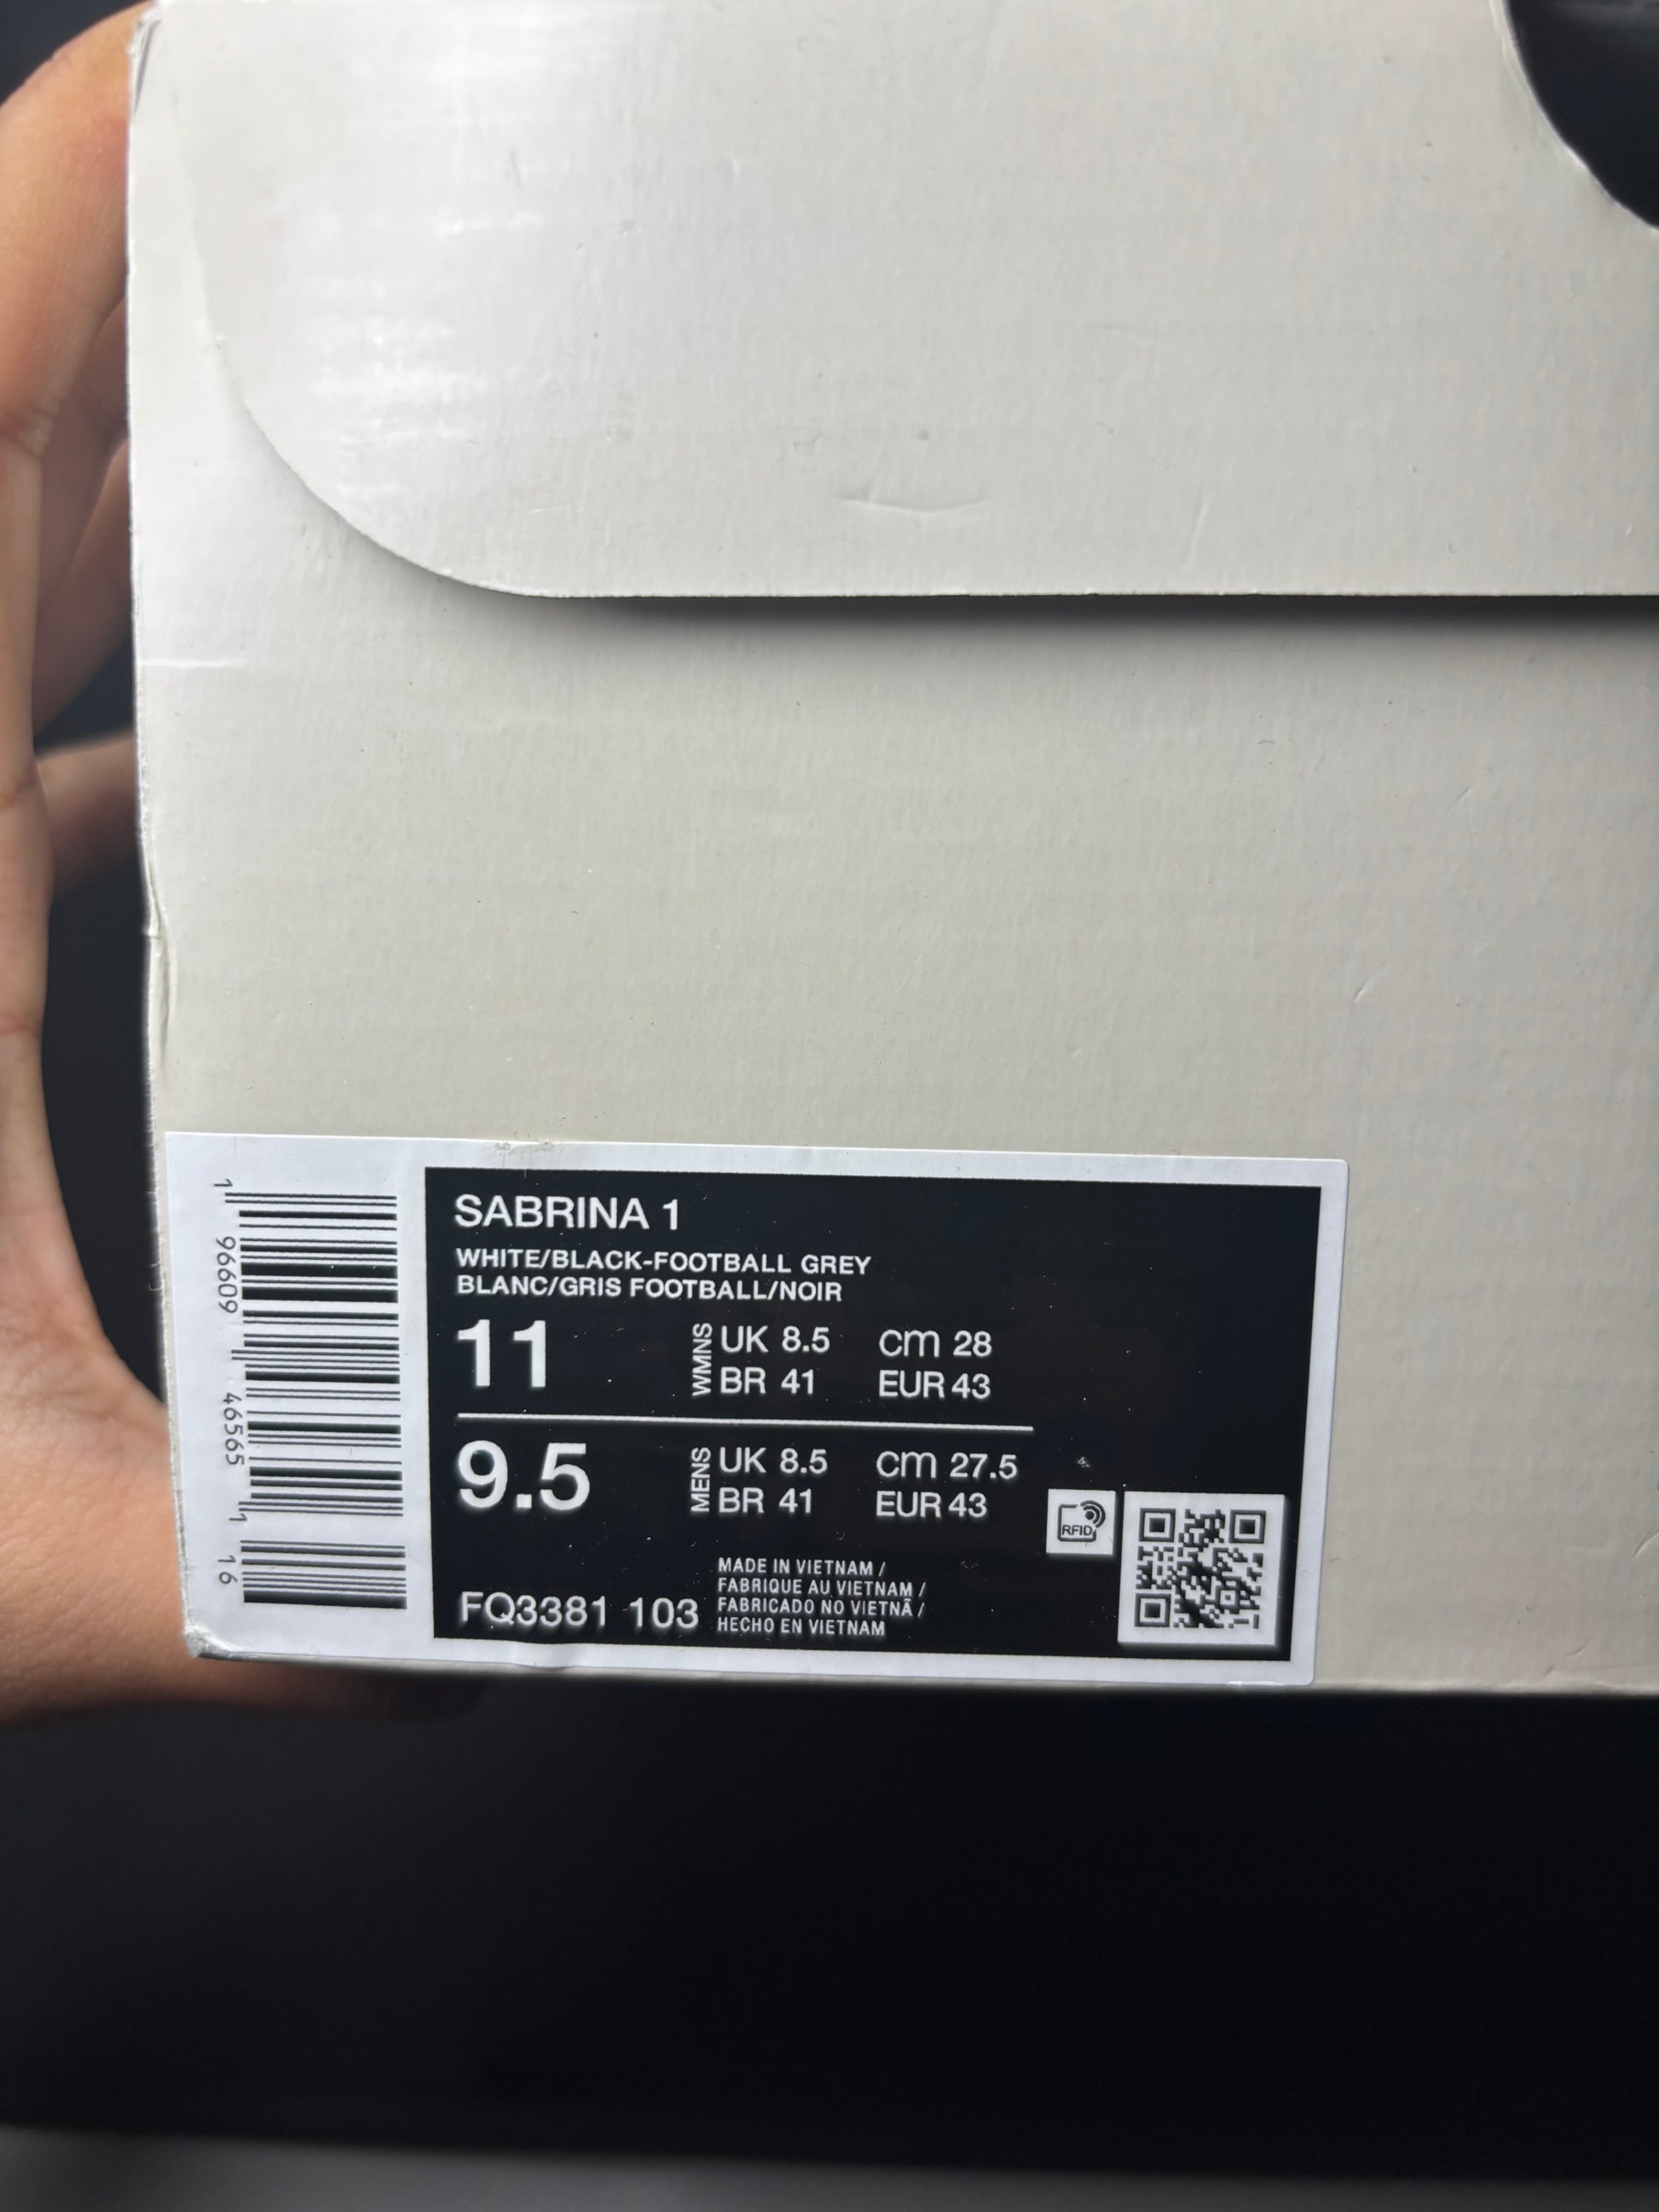 SABRINA 1
WHITE/BLACK-FOOTBALL GREY
BLANC/GRIS FOOTBALL/NOIR
11 WMNS UK 8.5 cm 28
BR 41 EUR 43
9.5 MENS UK 8.5 cm 27.5
BR 41 EUR 43
FQ3381 103
MADE IN VIETNAM /
FABRIQUE AU VIETNAM /
FABRICADO NO VIETNÃ /
HECHO EN VIETNAM
RFID
1 96609 46565 1 16